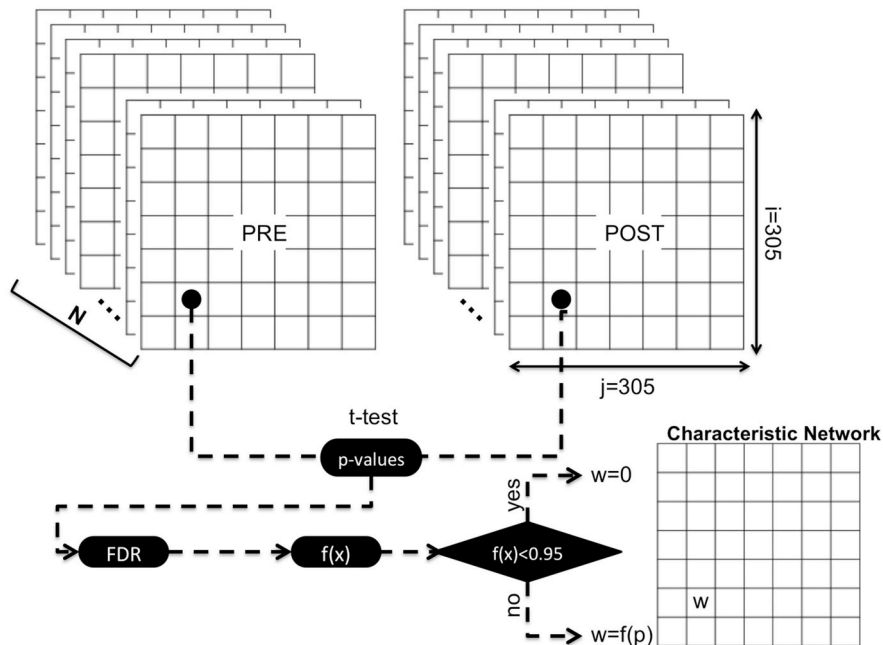 PRE
POST
i=305
N
j=305
t-test
p-values
Characteristic Network
yes
w=0
FDR
f(x)
f(x)<0.95
no
w=f(p)
w